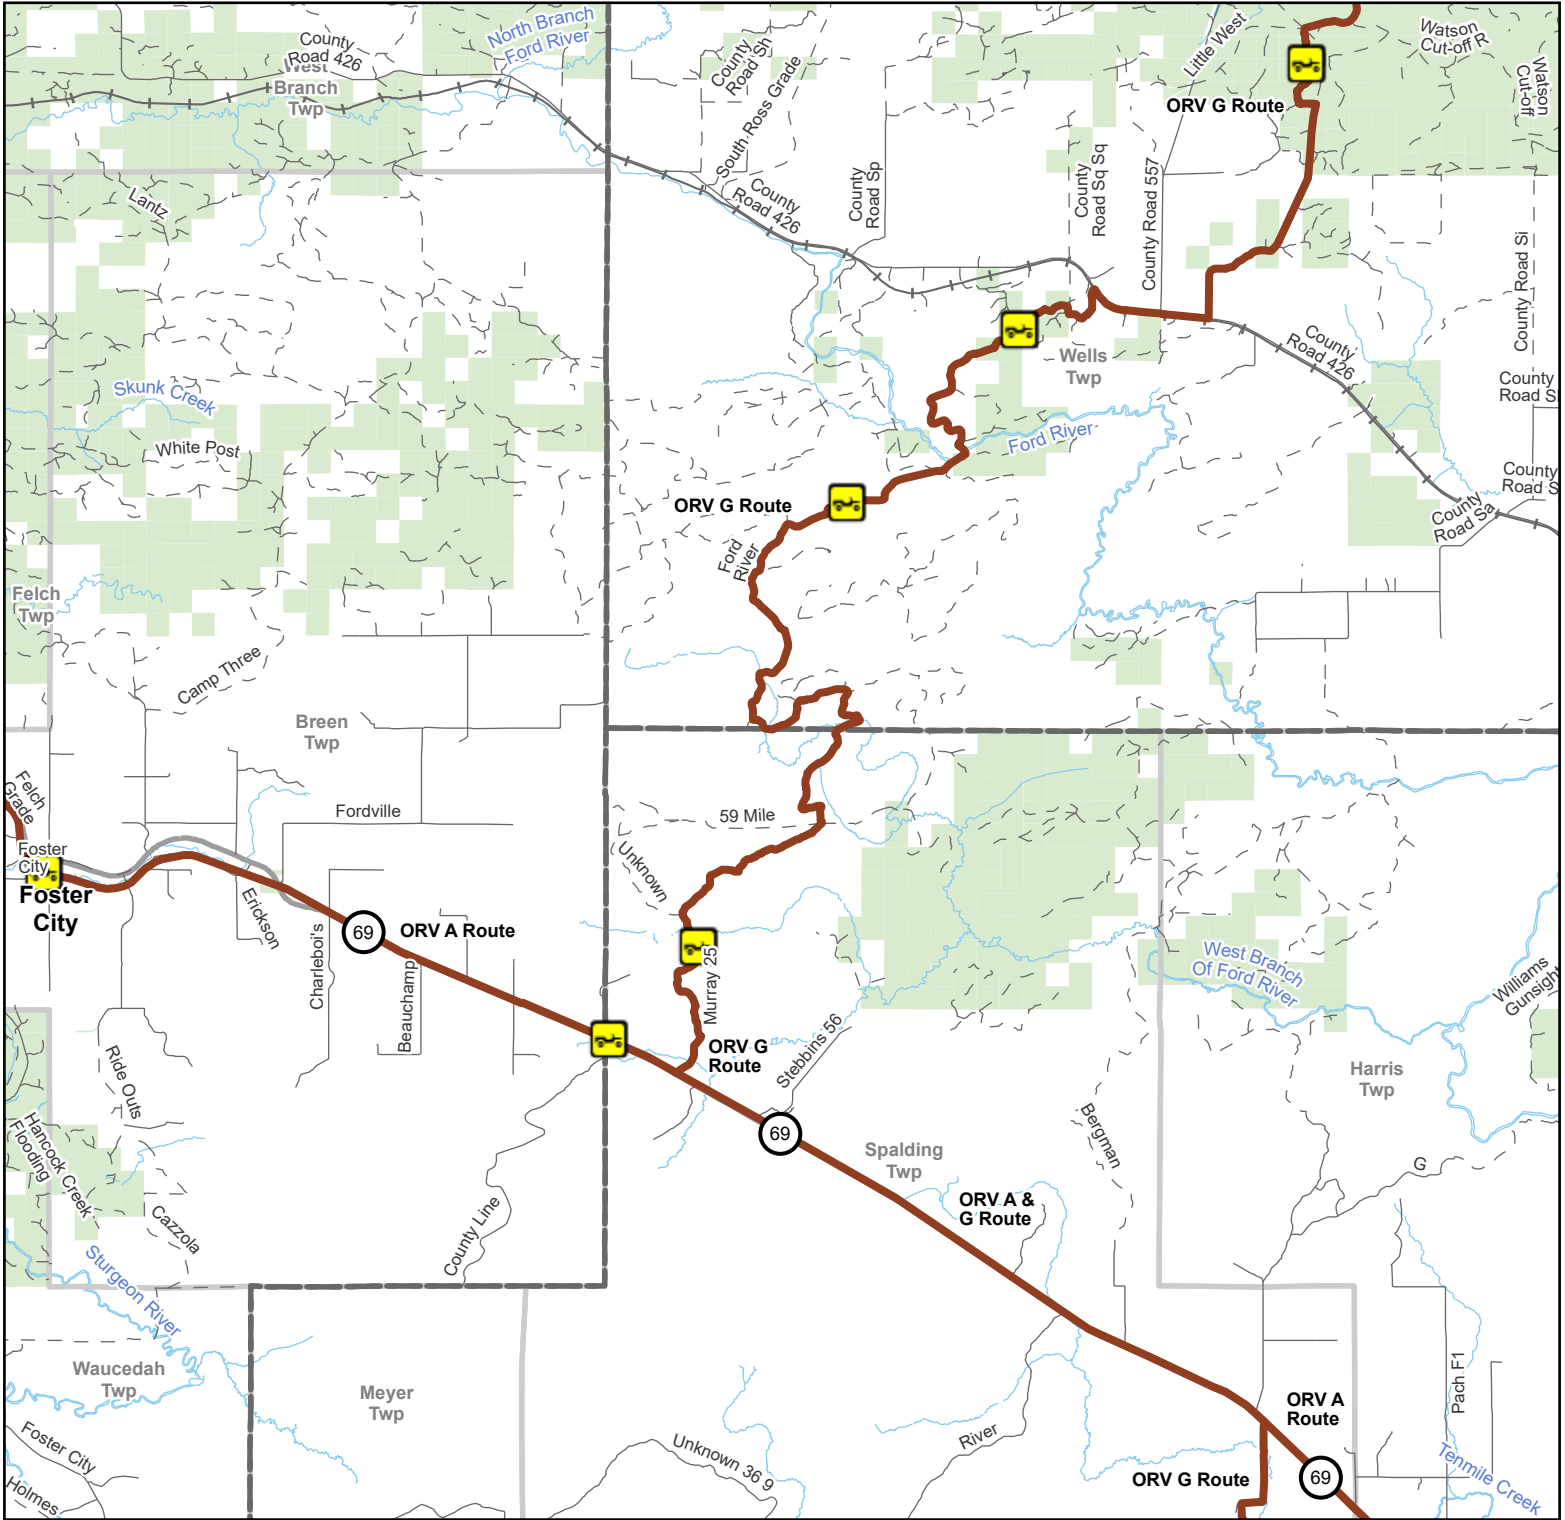 North Branch
Ford River
County
Road 426
West
Branch
Twp
County
Road Sh
South Ross Grade
Little West
Watson
Cut-off R
Watson
Cut-off
ORV G Route
Lantz
County
Road 426
County
Road Sp
County
Road Sq Sq
County Road 557
County Road Si
Wells
Twp
County
Road 426
County
Road S
Skunk Creek
White Post
Ford River
ORV G Route
County
Road S
County
Road Sa
Ford
River
Felch
Twp
Camp Three
Breen
Twp
Felch
Grade
Fordville
59 Mile
Foster
City
Foster
City
Unknown
Erickson
69
ORV A Route
Charleboi's
Beauchamp
Murray 25
West Branch
Of Ford River
Williams
Gunsight
ORV G
Route
Stebbins 56
Ride Outs
Harris
Twp
Hancock Creek
Flooding
69
Bergman
Spalding
Twp
G
ORV A &
G Route
Cazzola
County Line
Sturgeon River
Waucedah
Twp
Meyer
Twp
Pach F1
ORV A
Route
Foster City
Unknown 36 9
River
ORV G Route
69
Tenmile Creek
Holmes